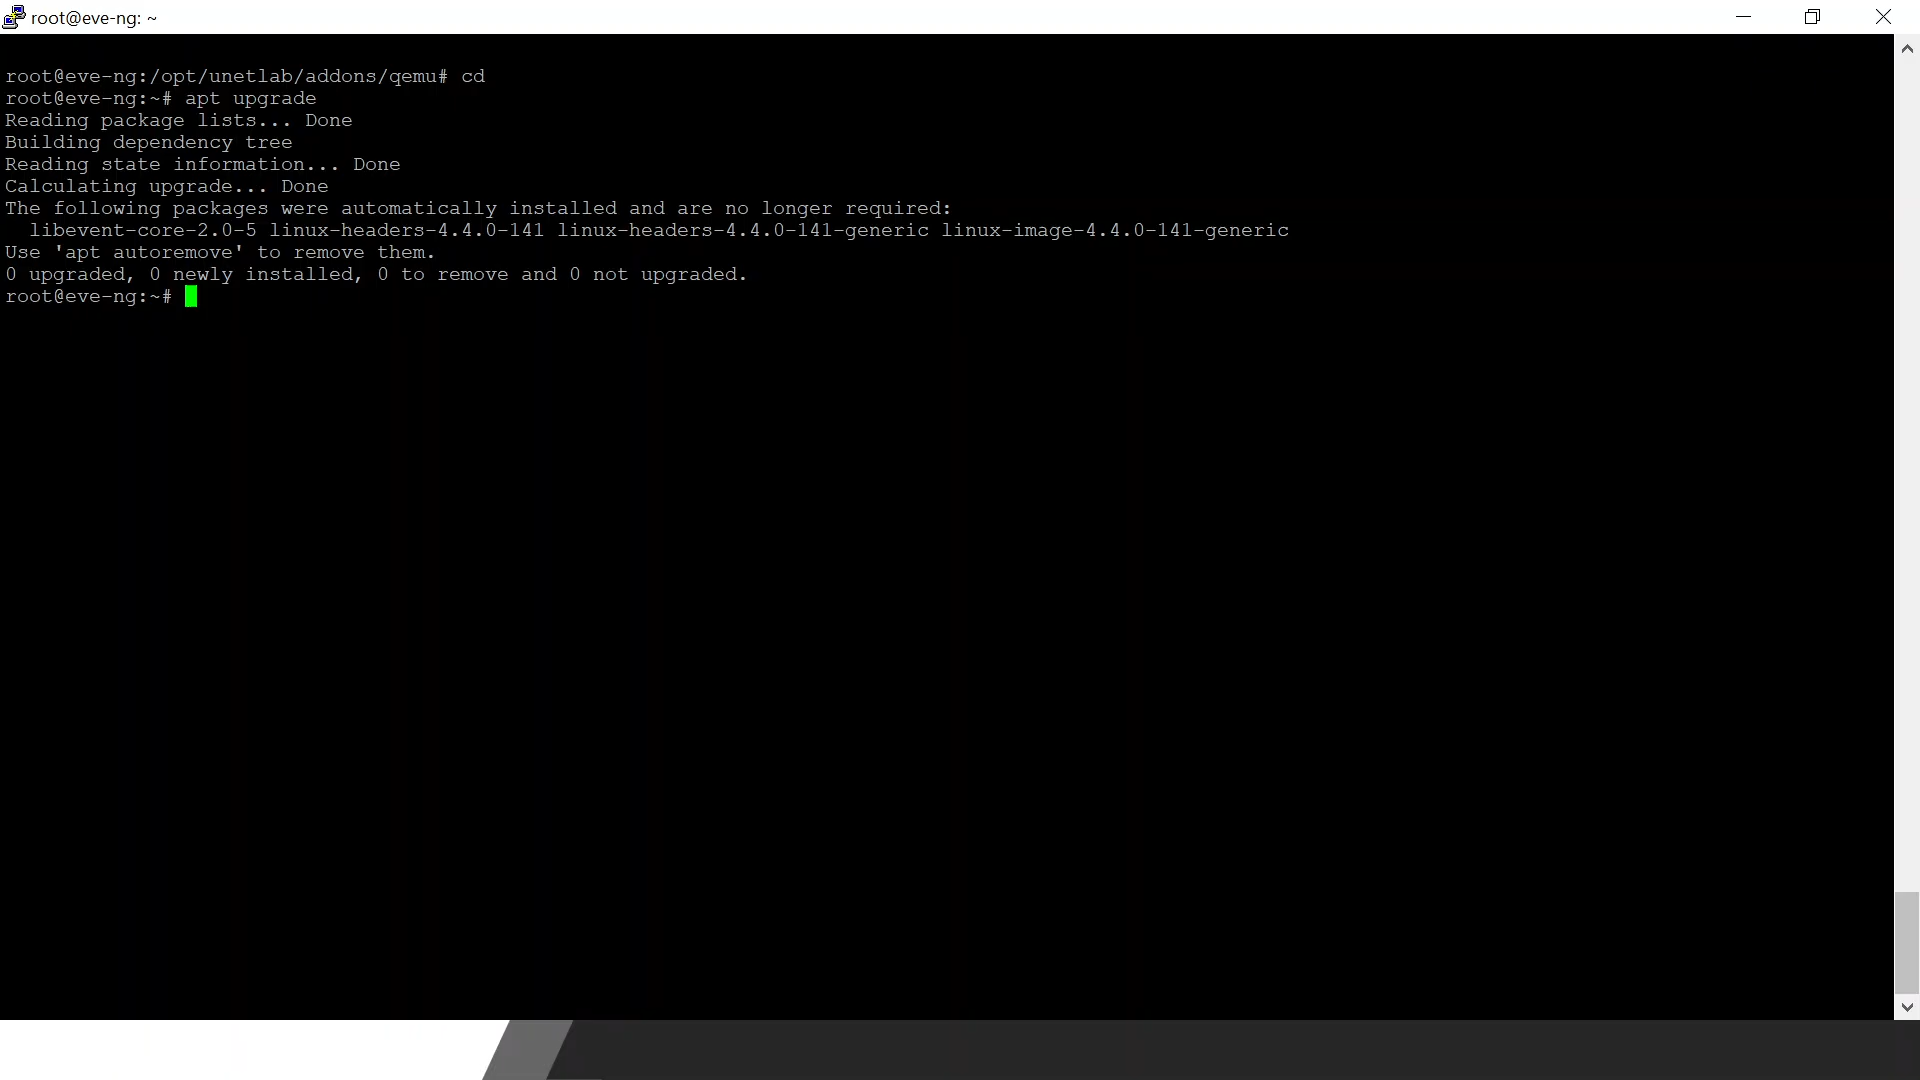 root@eve-ng: ~
root@eve-ng:/opt/unetlab/addons/qemu# cd
root@eve-ng:~# apt upgrade
Reading package lists... Done
Building dependency tree
Reading state information... Done
Calculating upgrade... Done
The following packages were automatically installed and are no longer required:
  libevent-core-2.0-5 linux-headers-4.4.0-141 linux-headers-4.4.0-141-generic linux-image-4.4.0-141-generic
Use 'apt autoremove' to remove them.
0 upgraded, 0 newly installed, 0 to remove and 0 not upgraded.
root@eve-ng:~#